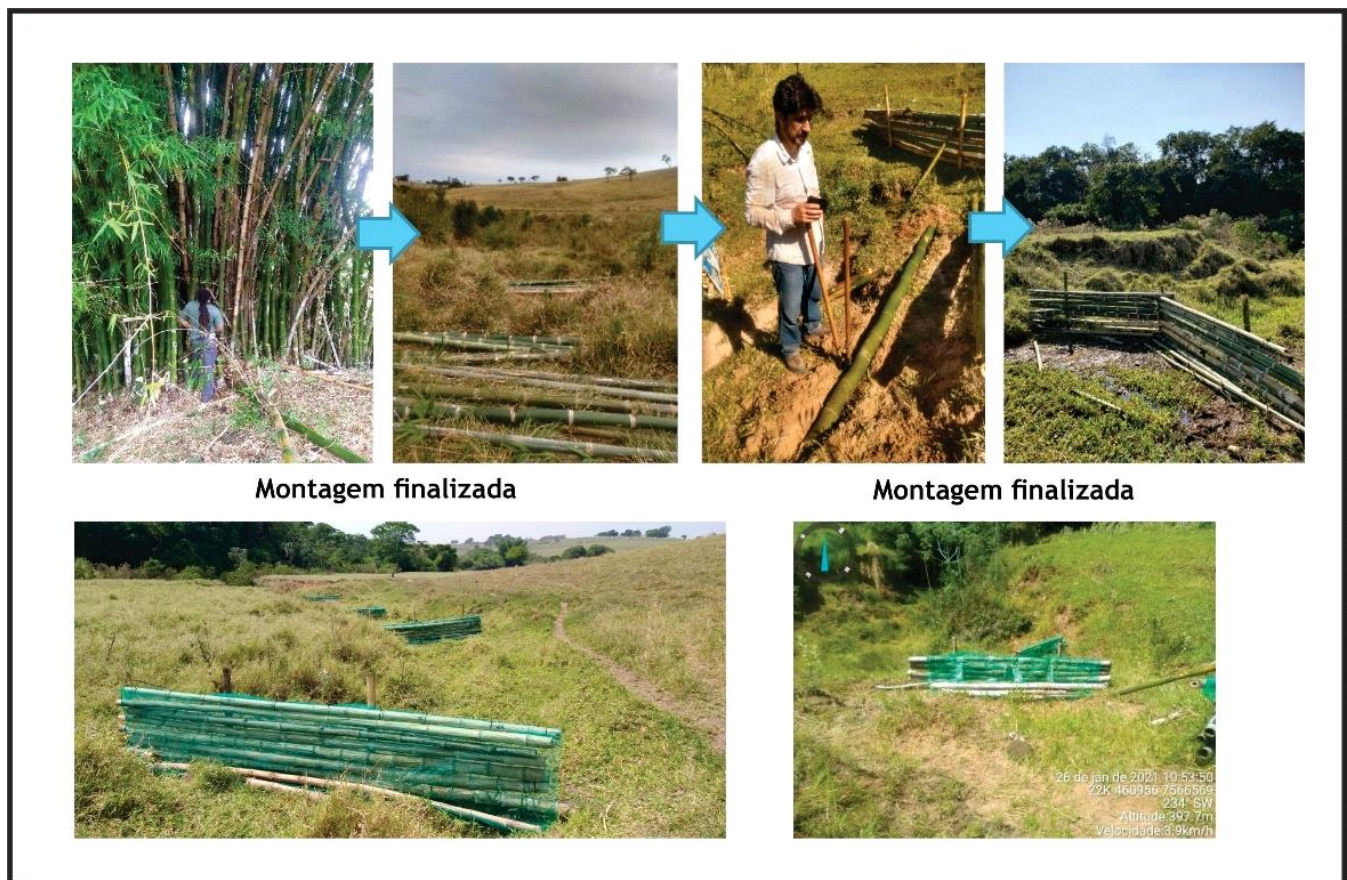 Montagem finalizada
Montagem finalizada
26 de jan de 2021 10:53:50
22K 460956 7566569
234° SW
Altitude:397.7m
Velocidade:3.9km/h